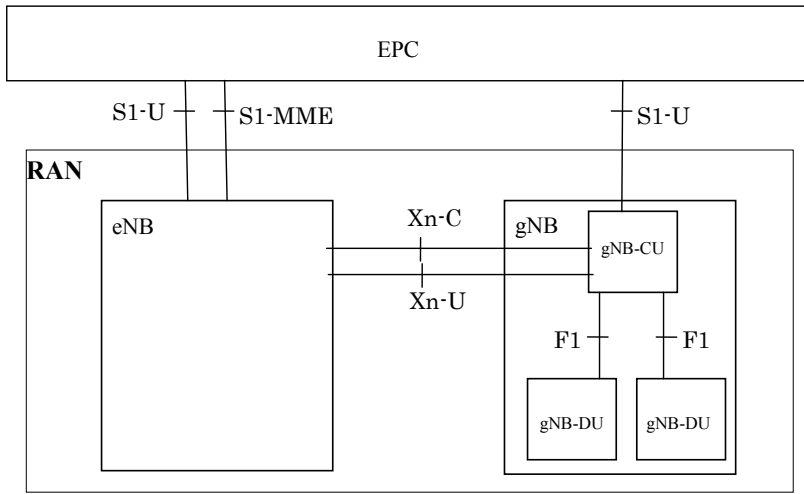 EPC
S1-U
S1-MME
S1-U
RAN
eNB
Xn-C
Xn-U
gNB
gNB-CU
F1
F1
gNB-DU
gNB-DU